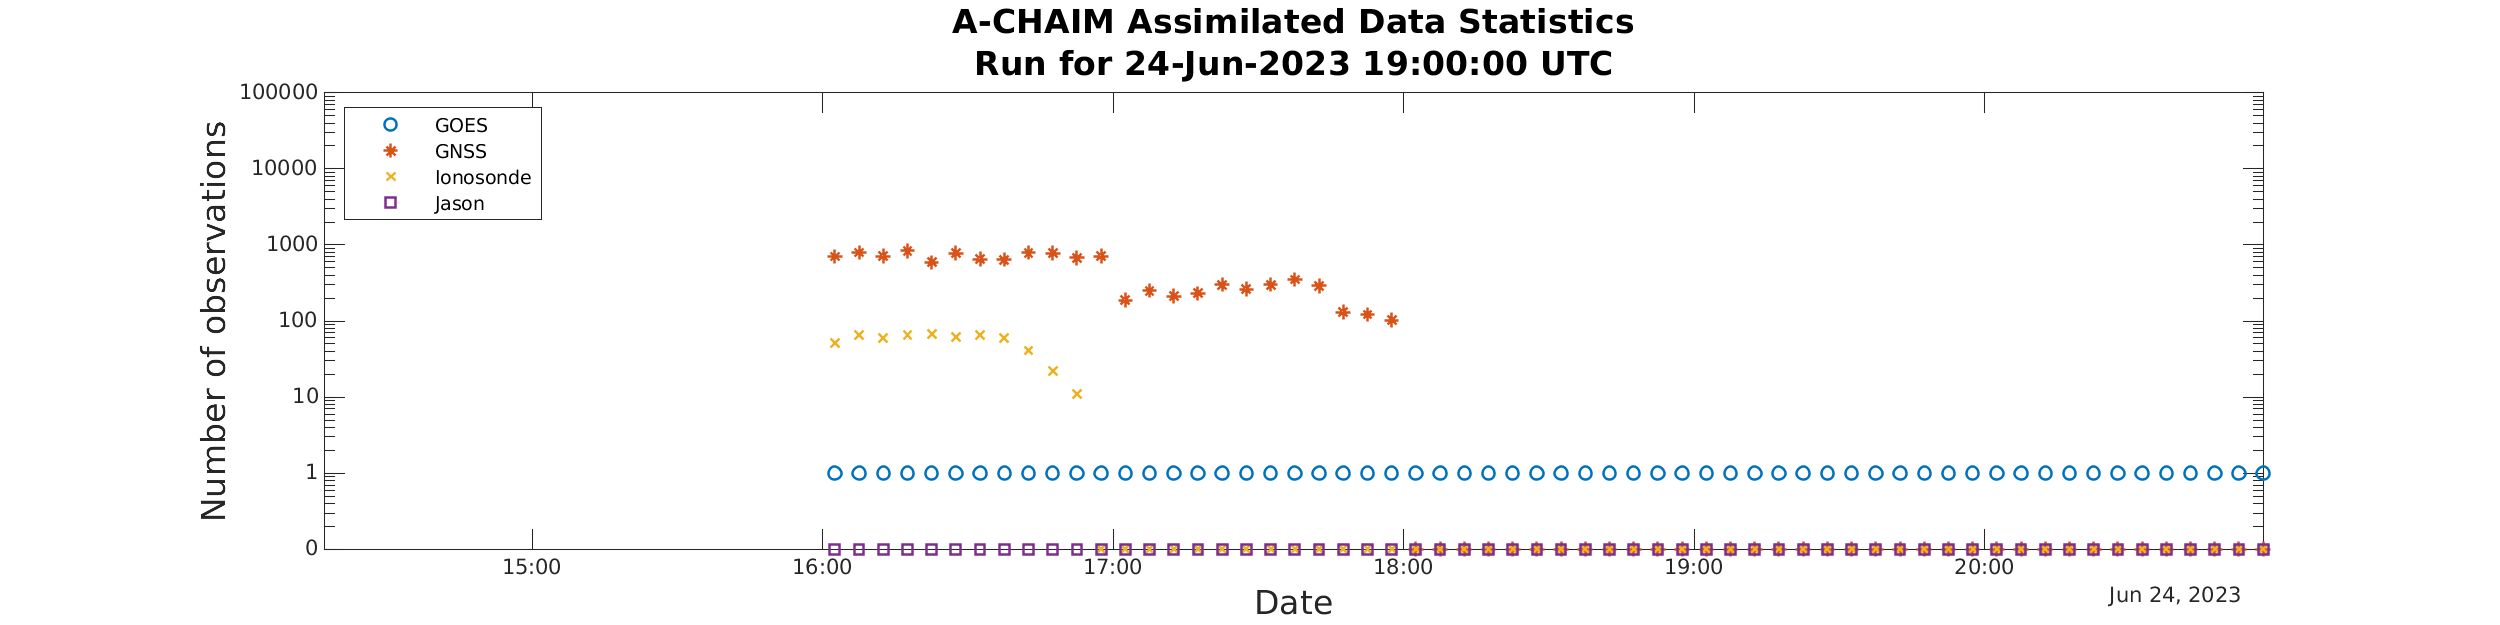 A-CHAIM Assimilated Data Statistics
Run for 24-Jun-2023 19:00:00 UTC
Number of observations
100000
10000
1000
100
10
1
0
GOES
GNSS
Ionosonde
Jason
15:00 16:00 17:00 18:00 19:00 20:00
Date
Jun 24, 2023